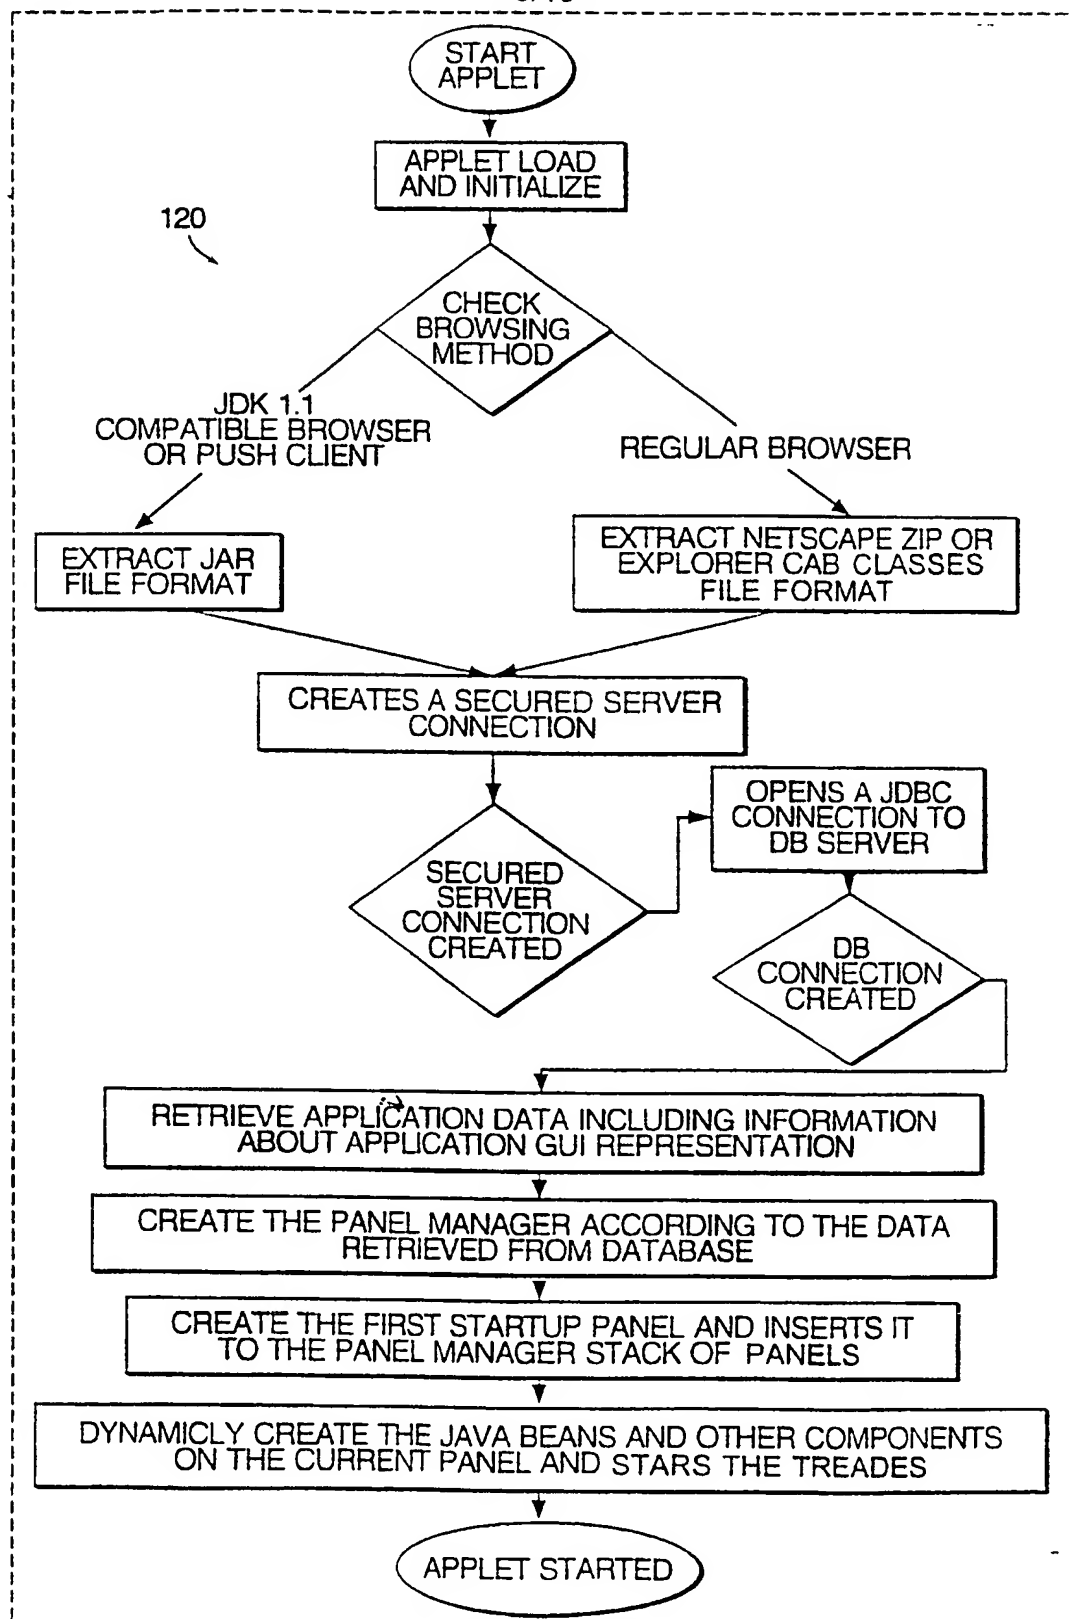 START
APPLET
APPLET LOAD
AND INITIALIZE
120
CHECK
BROWSING
METHOD
JDK 1.1
COMPATIBLE BROWSER
OR PUSH CLIENT
REGULAR BROWSER
EXTRACT JAR
FILE FORMAT
EXTRACT NETSCAPE ZIP OR
EXPLORER CAB CLASSES
FILE FORMAT
CREATES A SECURED SERVER
CONNECTION
OPENS A JDBC
CONNECTION TO
DB SERVER
SECURED
SERVER
CONNECTION
CREATED
DB
CONNECTION
CREATED
RETRIEVE APPLICATION DATA INCLUDING INFORMATION
ABOUT APPLICATION GUI REPRESENTATION
CREATE THE PANEL MANAGER ACCORDING TO THE DATA
RETRIEVED FROM DATABASE
CREATE THE FIRST STARTUP PANEL AND INSERTS IT
TO THE PANEL MANAGER STACK OF PANELS
DYNAMICLY CREATE THE JAVA BEANS AND OTHER COMPONENTS
ON THE CURRENT PANEL AND STARS THE TREADES
APPLET STARTED